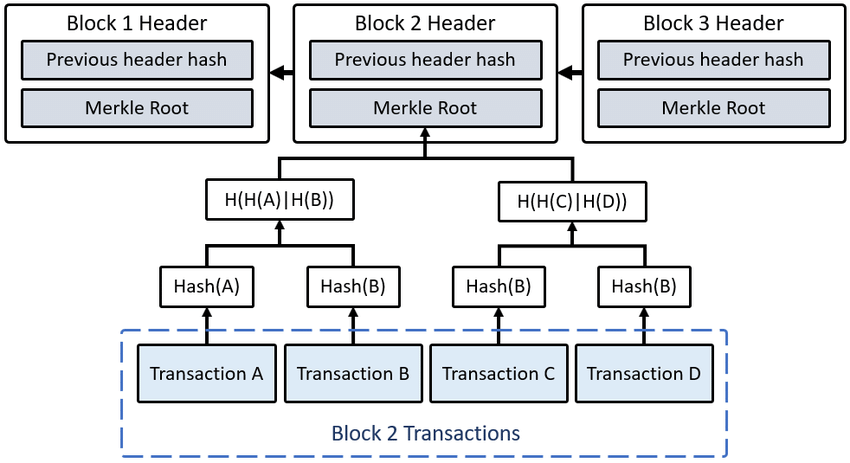 Block 1 Header
Block 2 Header
Block 3 Header
Previous header hash
Previous header hash
Previous header hash
Merkle Root
Merkle Root
Merkle Root
H(H(A)|H(B))
H(H(C)|H(D))
Hash(A)
Hash(B)
Hash(B)
Hash(B)
Transaction A
Transaction B
Transaction C
Transaction D
Block 2 Transactions